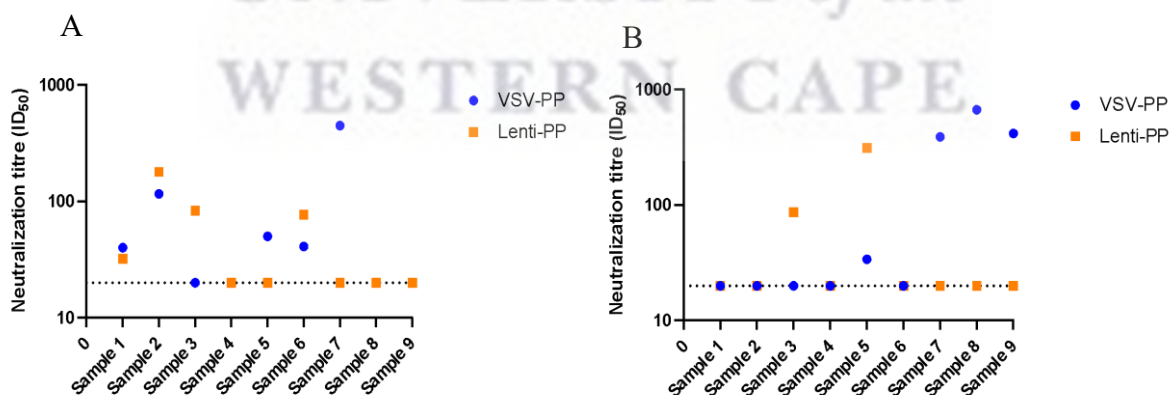 UNIVERSITY of the
WESTERN CAPE
A
1000
100
10
Neutralization titre (ID50)
VSV-PP
Lenti-PP
0
Sample 1
Sample 2
Sample 3
Sample 4
Sample 5
Sample 6
Sample 7
Sample 8
Sample 9
B
1000
100
10
Neutralization titre (ID50)
VSV-PP
Lenti-PP
0
Sample 1
Sample 2
Sample 3
Sample 4
Sample 5
Sample 6
Sample 7
Sample 8
Sample 9